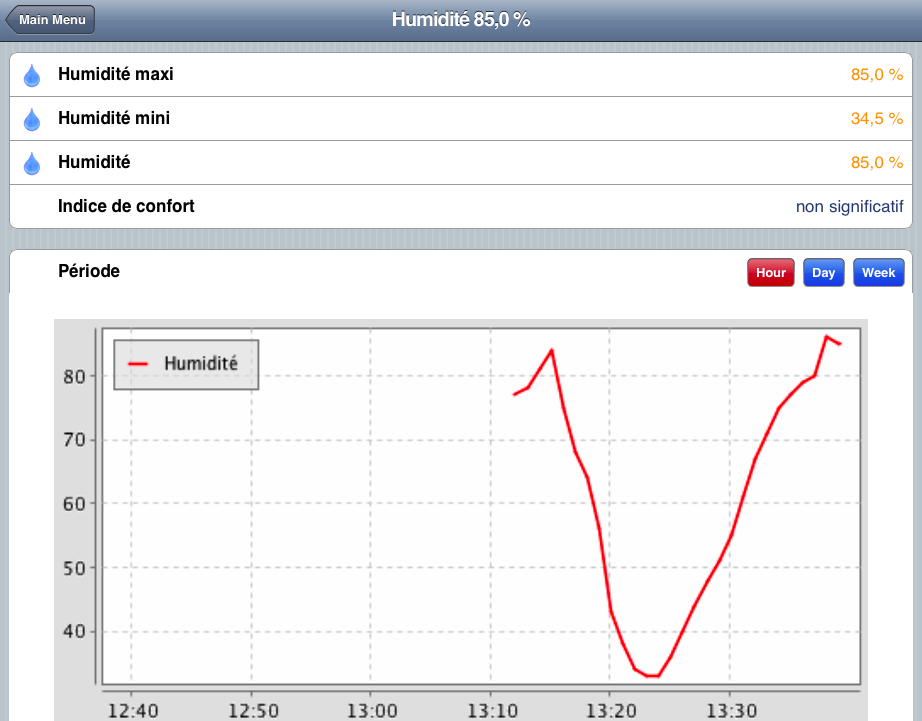 Main Menu
Humidité 85,0 %
Humidité maxi 85,0 %
Humidité mini 34,5 %
Humidité 85,0 %
Indice de confort non significatif
Période Hour Day Week
Humidité
80
70
60
50
40
12:40 12:50 13:00 13:10 13:20 13:30